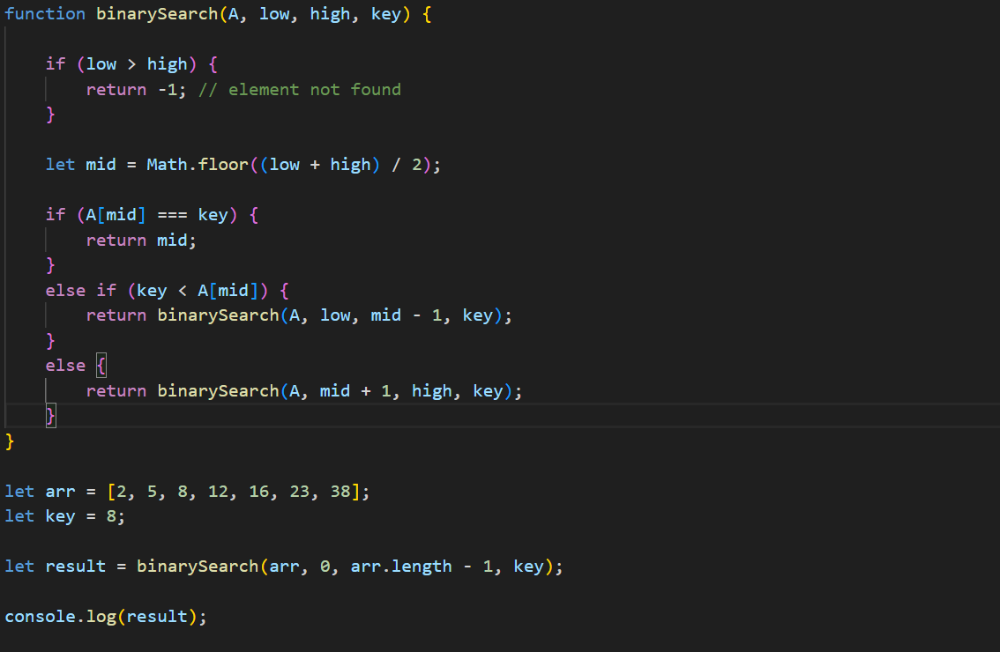 function binarySearch(A, low, high, key) {
    if (low > high) {
        return -1; // element not found
    }
    let mid = Math.floor((low + high) / 2);
    if (A[mid] === key) {
        return mid;
    }
    else if (key < A[mid]) {
        return binarySearch(A, low, mid - 1, key);
    }
    else {
        return binarySearch(A, mid + 1, high, key);
    }
}
let arr = [2, 5, 8, 12, 16, 23, 38];
let key = 8;
let result = binarySearch(arr, 0, arr.length - 1, key);
console.log(result);